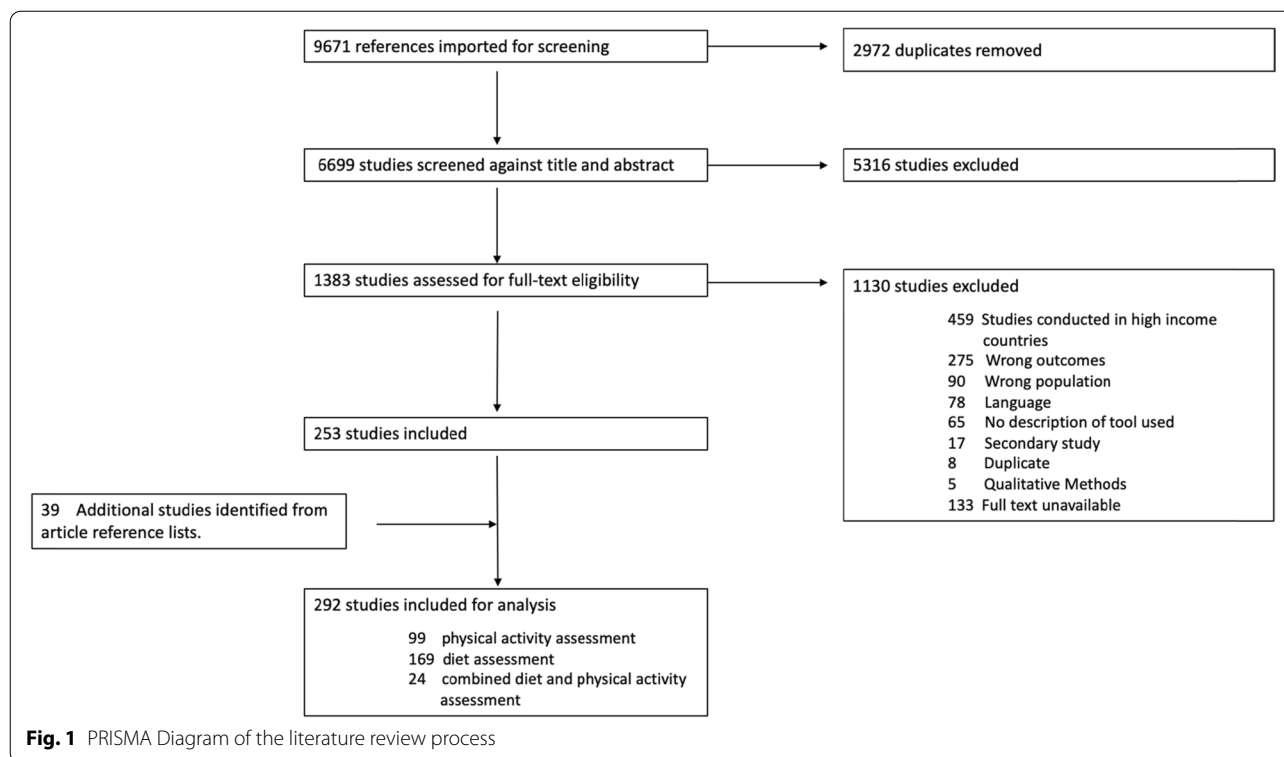 9671 references imported for screening
2972 duplicates removed
6699 studies screened against title and abstract
5316 studies excluded
1383 studies assessed for full-text eligibility
1130 studies excluded
459 Studies conducted in high income
countries
275 Wrong outcomes
90 Wrong population
78 Language
65 No description of tool used
17 Secondary study
8 Duplicate
5 Qualitative Methods
133 Full text unavailable
253 studies included
39 Additional studies identified from
article reference lists.
292 studies included for analysis
99 physical activity assessment
169 diet assessment
24 combined diet and physical activity
assessment
Fig. 1 PRISMA Diagram of the literature review process